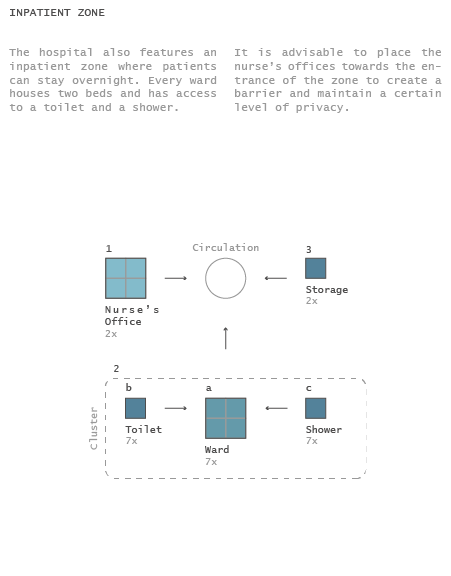 INPATIENT ZONE
The hospital also features an
inpatient zone where patients
can stay overnight. Every ward
houses two beds and has access
to a toilet and a shower.
It is advisable to place the
nurse's offices towards the en-
trance of the zone to create a
barrier and maintain a certain
level of privacy.
Circulation
1
Nurse's
Office
2x
3
Storage
2x
2
Cluster
b
Toilet
7x
a
Ward
7x
c
Shower
7x